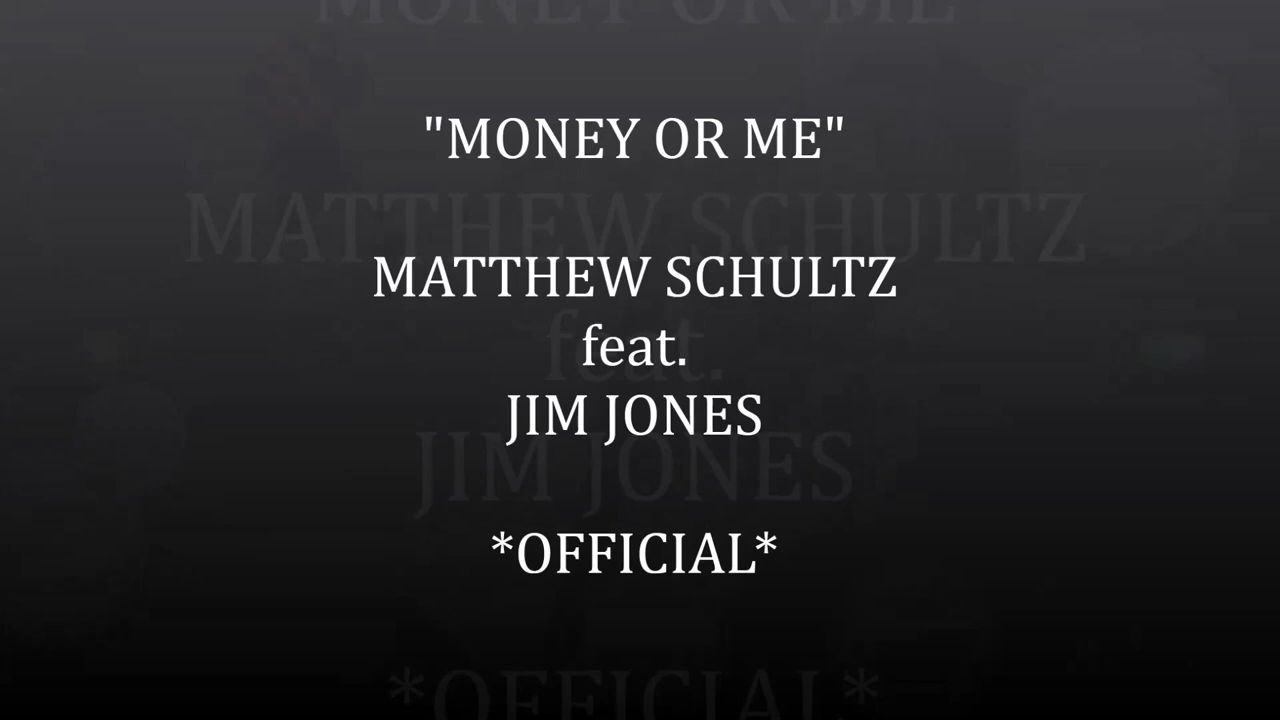 "MONEY OR ME"
MATTHEW SCHULTZ
feat.
JIM JONES
*OFFICIAL*